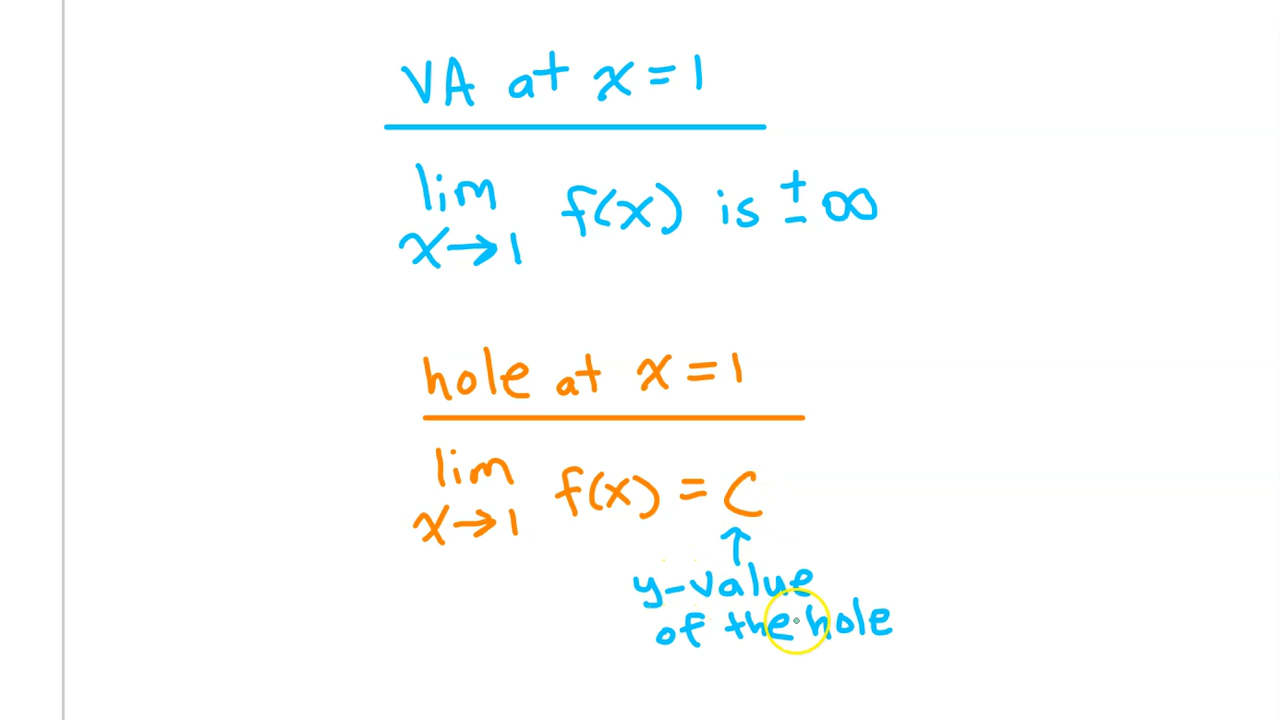 VA at x=1
lim f(x) is ±∞
x→1
hole at x=1
lim f(x) = C
x→1
↑
y-value
of the hole